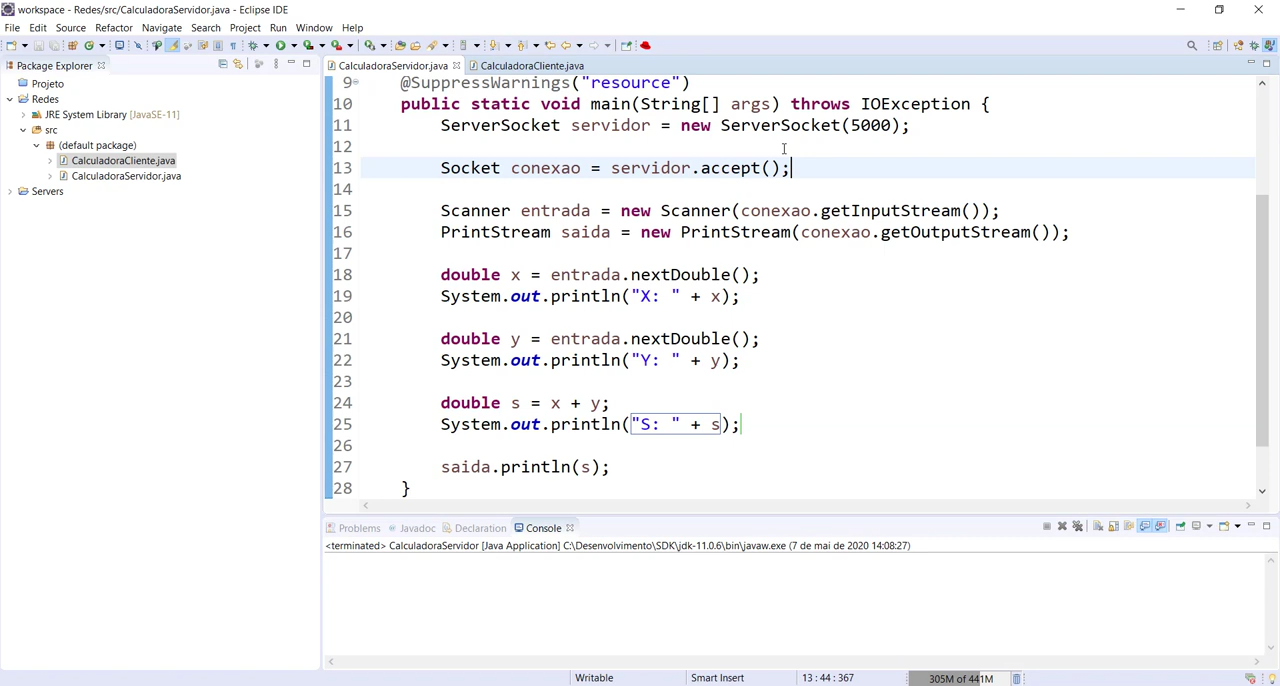 workspace - Redes/src/CalculadoraServidor.java - Eclipse IDE
File Edit Source Refactor Navigate Search Project Run Window Help
Package Explorer
Projeto
Redes
JRE System Library [JavaSE-11]
src
(default package)
CalculadoraCliente.java
CalculadoraServidor.java
Servers
CalculadoraServidor.java CalculadoraCliente.java
9 @SuppressWarnings("resource")
10 public static void main(String[] args) throws IOException {
11 ServerSocket servidor = new ServerSocket(5000);
12
13 Socket conexao = servidor.accept();
14
15 Scanner entrada = new Scanner(conexao.getInputStream());
16 PrintStream saida = new PrintStream(conexao.getOutputStream());
17
18 double x = entrada.nextDouble();
19 System.out.println("X: " + x);
20
21 double y = entrada.nextDouble();
22 System.out.println("Y: " + y);
23
24 double s = x + y;
25 System.out.println("S: " + s);
26
27 saida.println(s);
28 }
Problems Javadoc Declaration Console
<terminated> CalculadoraServidor [Java Application] C:\Desenvolvimento\SDK\jdk-11.0.6\bin\javaw.exe (7 de mai de 2020 14:08:27)
Writable Smart Insert 13 : 44 : 367 305M of 441M